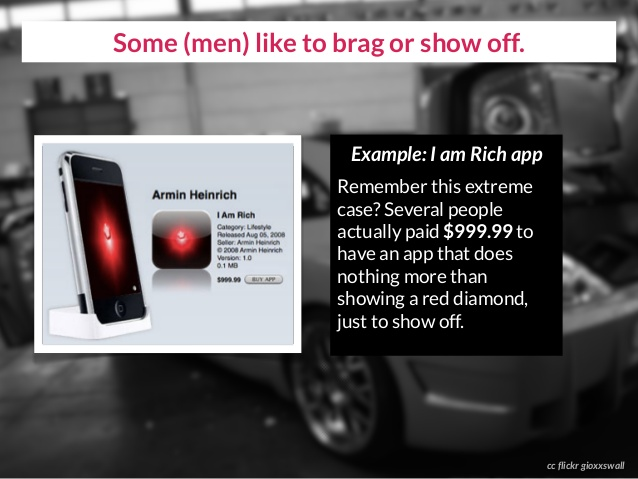 Some (men) like to brag or show off.
Armin Heinrich
I Am Rich
Category: Lifestyle
Released Aug 05, 2008
Seller: Armin Heinrich
© 2008 Armin Heinrich
Version: 1.0
0.1 MB
$999.99 BUY APP
Example: I am Rich app
Remember this extreme
case? Several people
actually paid $999.99 to
have an app that does
nothing more than
showing a red diamond,
just to show off.
cc flickr gioxxswall